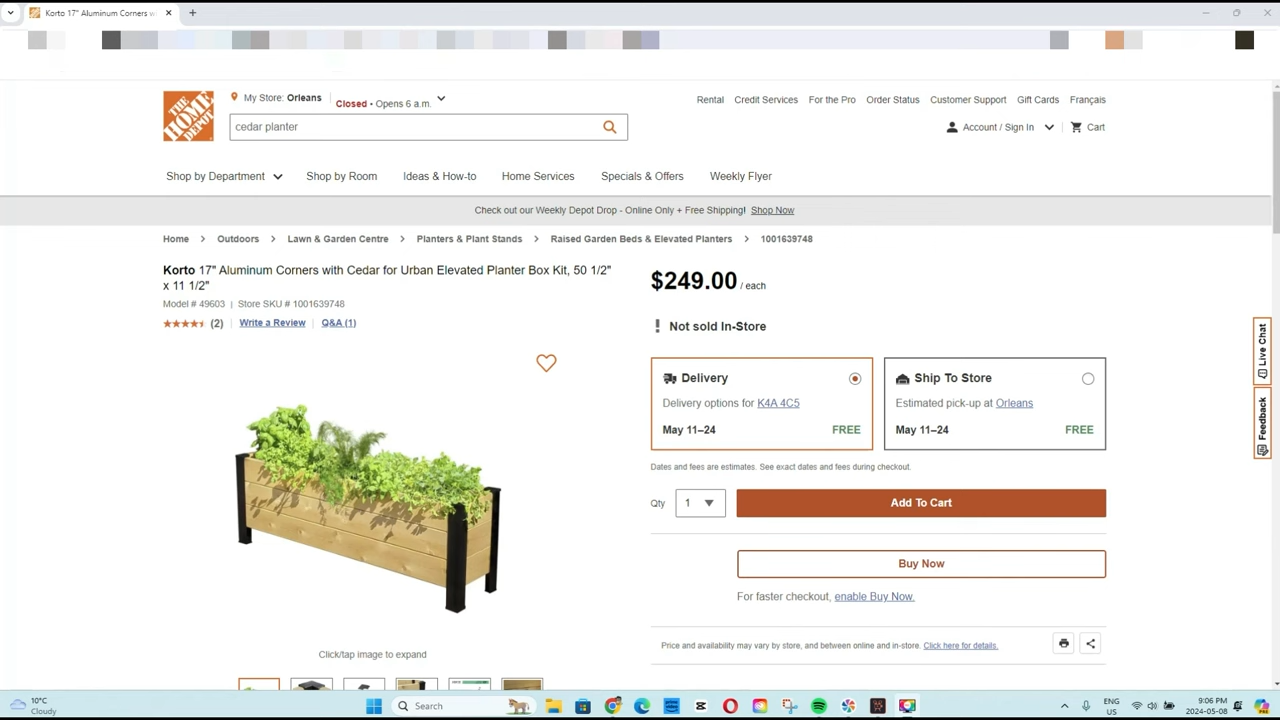 Korto 17" Aluminum Corners w
THE HOME DEPOT
My Store: Orleans
Closed • Opens 6 a.m.
Rental Credit Services For the Pro Order Status Customer Support Gift Cards Français
cedar planter
Account / Sign In
Cart
Shop by Department Shop by Room Ideas & How-to Home Services Specials & Offers Weekly Flyer
Check out our Weekly Depot Drop - Online Only + Free Shipping! Shop Now
Home > Outdoors > Lawn & Garden Centre > Planters & Plant Stands > Raised Garden Beds & Elevated Planters > 1001639748
Korto 17" Aluminum Corners with Cedar for Urban Elevated Planter Box Kit, 50 1/2"
x 11 1/2"
Model # 49603 | Store SKU # 1001639748
(2) Write a Review Q&A (1)
$249.00 / each
Not sold In-Store
Delivery
Delivery options for K4A 4C5
May 11–24 FREE
Ship To Store
Estimated pick-up at Orleans
May 11–24 FREE
Dates and fees are estimates. See exact dates and fees during checkout.
Qty 1 Add To Cart
Buy Now
For faster checkout, enable Buy Now.
Price and availability may vary by store, and between online and in-store. Click here for details.
Click/tap image to expand
Live Chat
Feedback
10°C
Cloudy
Search
ENG
US
9:06 PM
2024-05-08